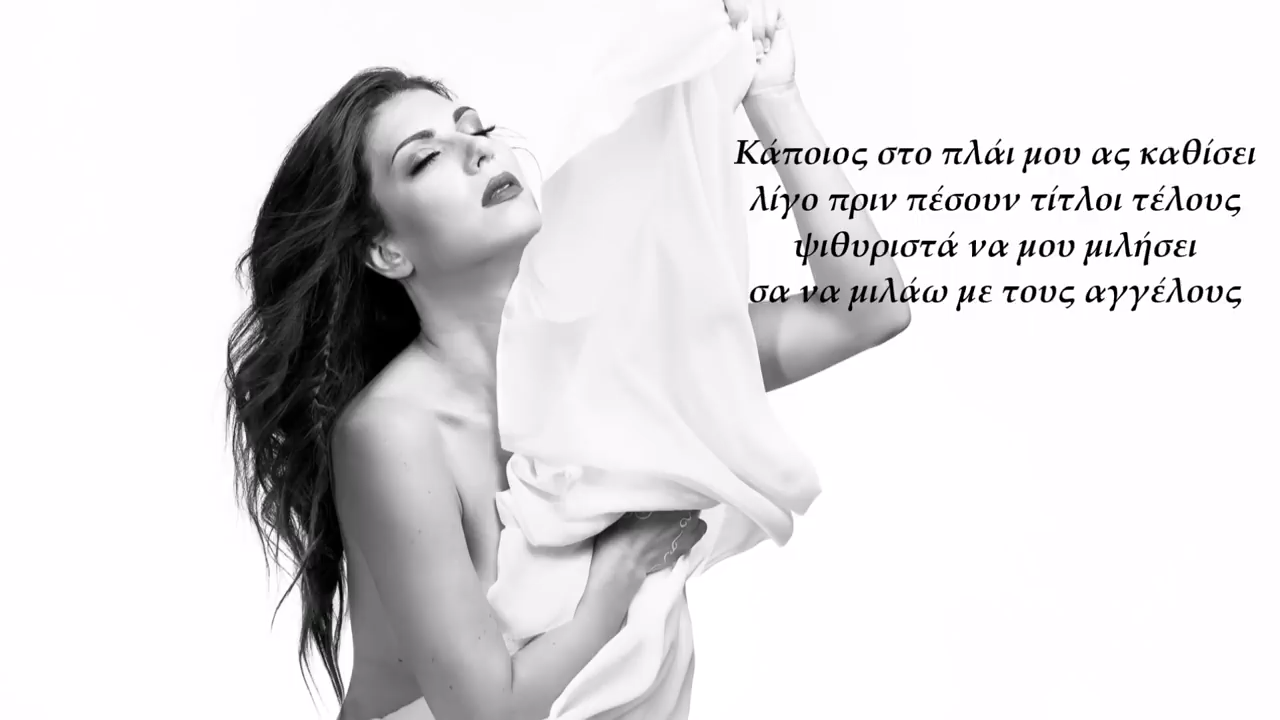 Κάποιος στο πλάι μου ας καθίσει
λίγο πριν πέσουν τίτλοι τέλους
ψιθυριστά να μου μιλήσει
σα να μιλάω με τους αγγέλους